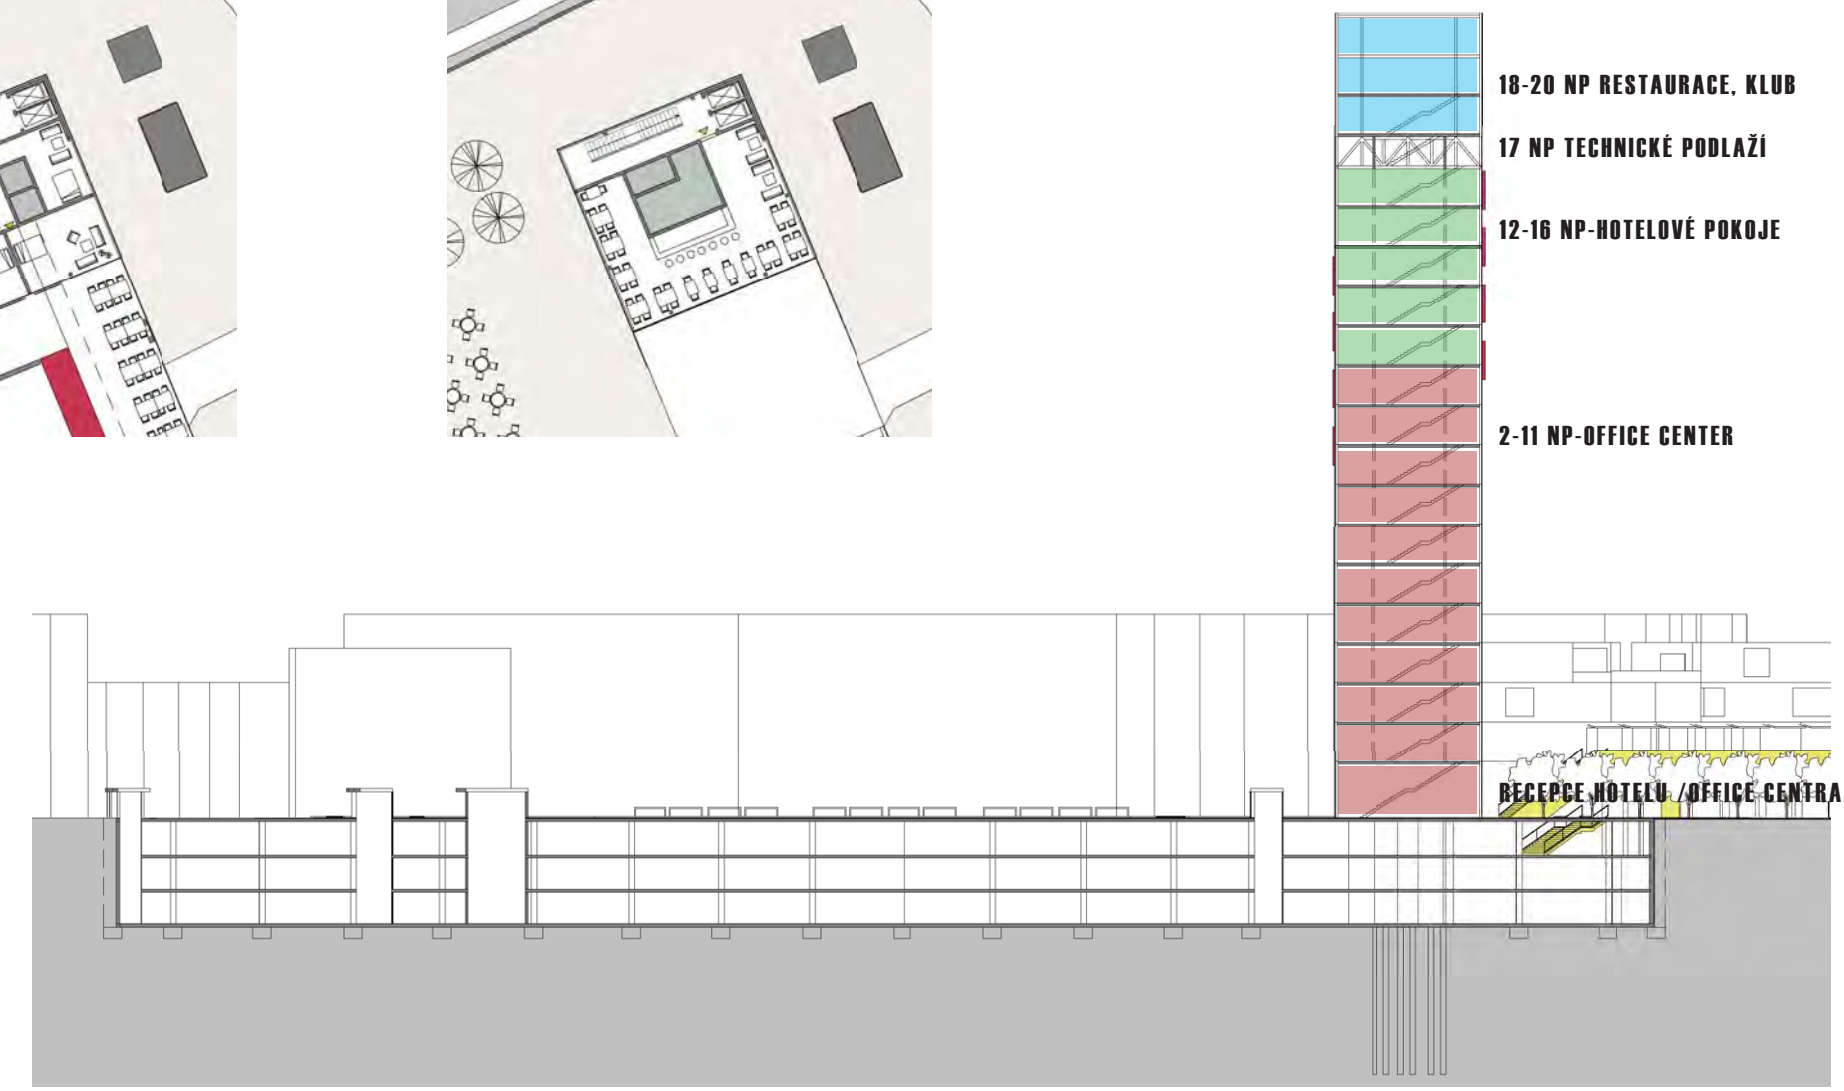 18-20 NP RESTAURACE, KLUB
17 NP TECHNICKÉ PODLAŽÍ
12-16 NP-HOTELOVÉ POKOJE
2-11 NP-OFFICE CENTER
RECEPCE HOTELU /OFFICE CENTRA